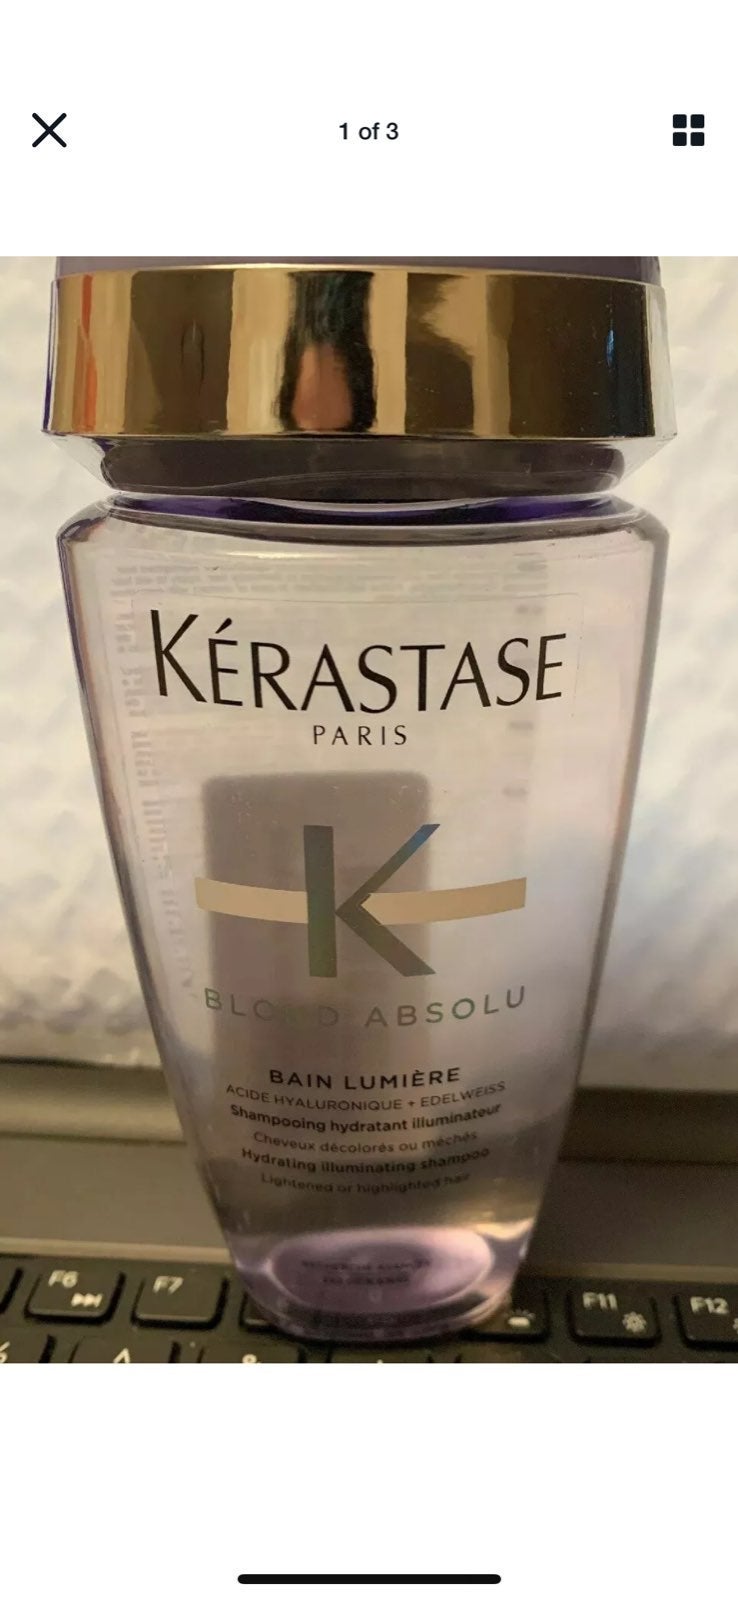 1 of 3
KÉRASTASE
PARIS
K
BLOND ABSOLU
BAIN LUMIÈRE
ACIDE HYALURONIQUE + EDELWEISS
Shampooing hydratant illuminateur
Cheveux décolorés ou méchés
Hydrating illuminating shampoo
Lightened or highlighted hair
F6
F7
F11
F12